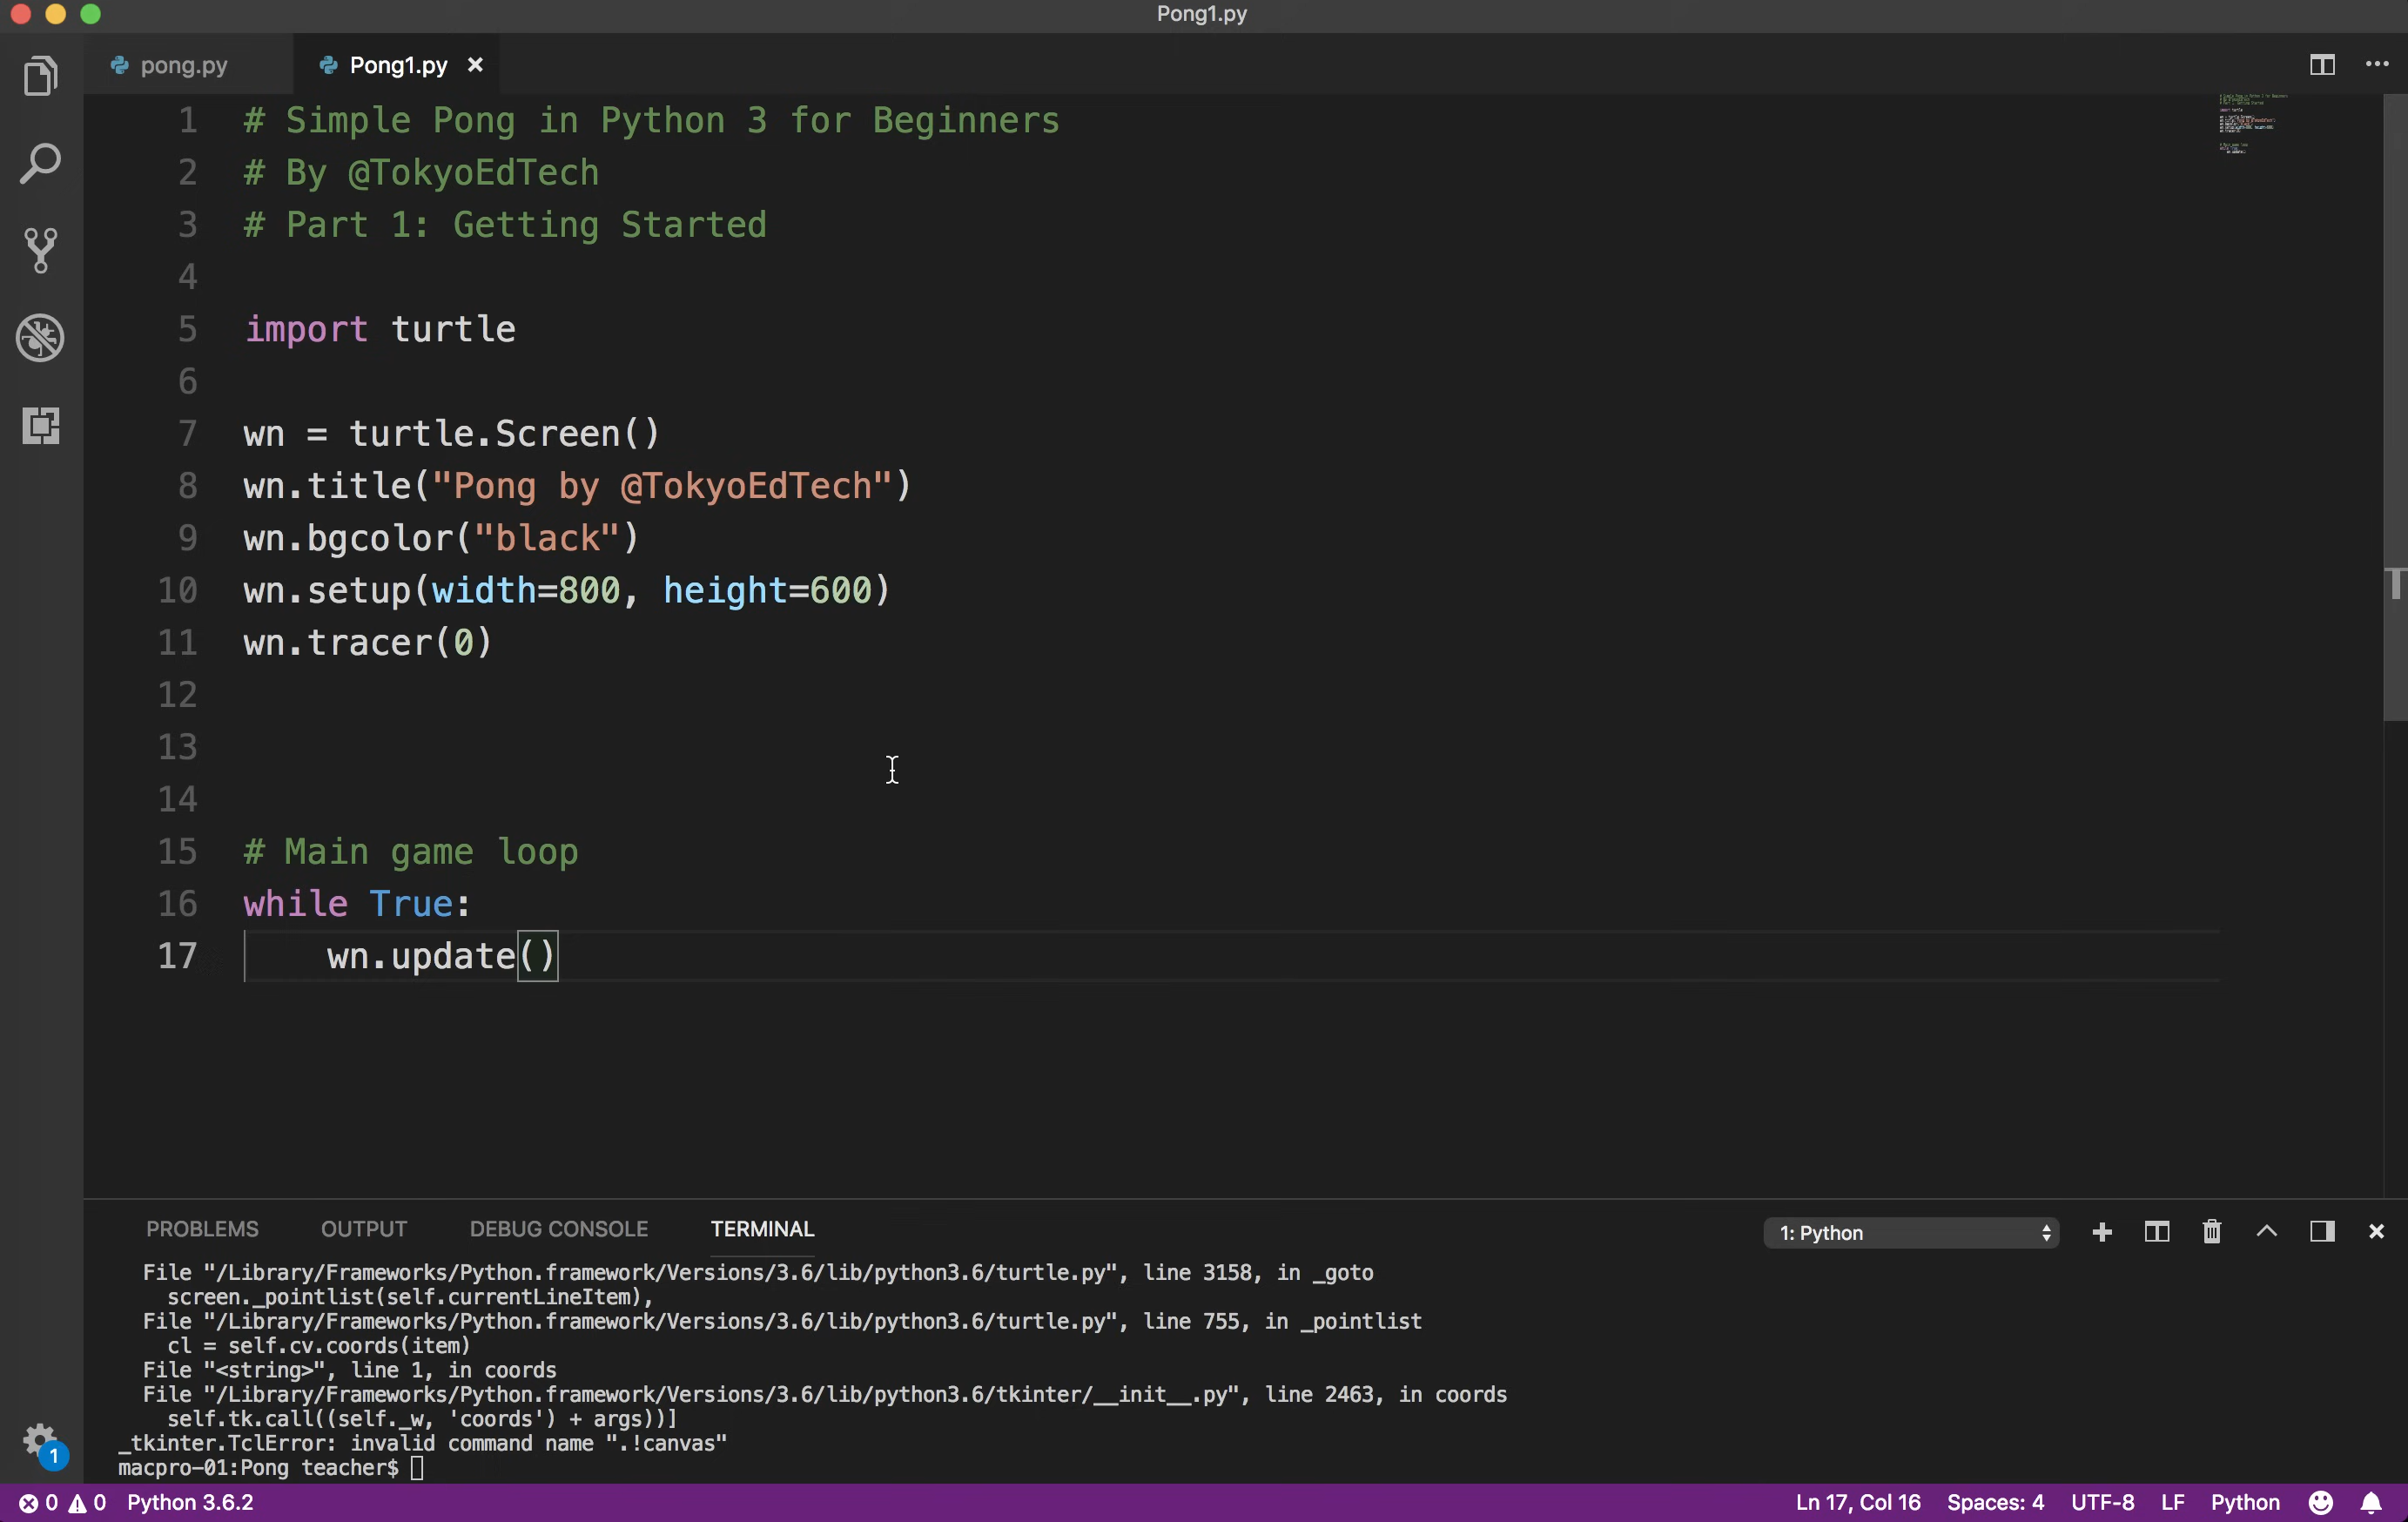 Pong1.py
pong.py
Pong1.py
1 # Simple Pong in Python 3 for Beginners
2 # By @TokyoEdTech
3 # Part 1: Getting Started
4
5 import turtle
6
7 wn = turtle.Screen()
8 wn.title("Pong by @TokyoEdTech")
9 wn.bgcolor("black")
10 wn.setup(width=800, height=600)
11 wn.tracer(0)
12
13
14
15 # Main game loop
16 while True:
17     wn.update()
PROBLEMS OUTPUT DEBUG CONSOLE TERMINAL 1: Python
File "/Library/Frameworks/Python.framework/Versions/3.6/lib/python3.6/turtle.py", line 3158, in _goto
screen._pointlist(self.currentLineItem),
File "/Library/Frameworks/Python.framework/Versions/3.6/lib/python3.6/turtle.py", line 755, in _pointlist
cl = self.cv.coords(item)
File "<string>", line 1, in coords
File "/Library/Frameworks/Python.framework/Versions/3.6/lib/python3.6/tkinter/__init__.py", line 2463, in coords
self.tk.call((self._w, 'coords') + args))]
_tkinter.TclError: invalid command name ".!canvas"
macpro-01:Pong teacher$
1
0 0 Python 3.6.2 Ln 17, Col 16 Spaces: 4 UTF-8 LF Python